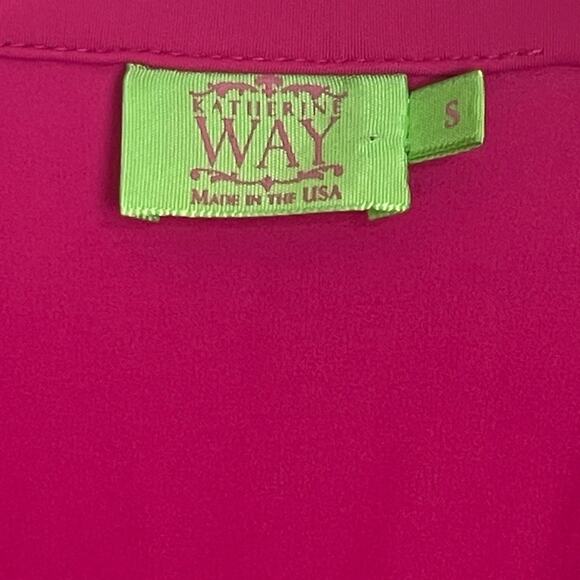 KATHERINE
WAY
MADE IN THE USA
S